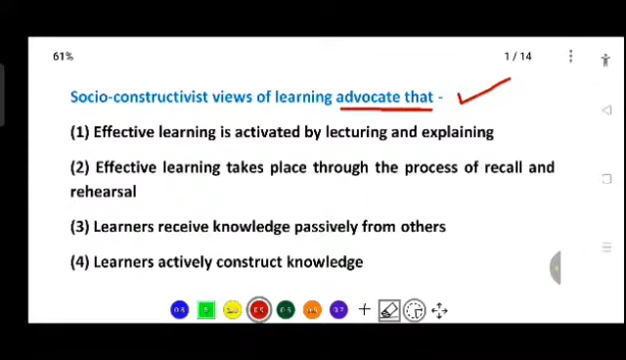 61%
1 / 14
Socio-constructivist views of learning advocate that -
(1) Effective learning is activated by lecturing and explaining
(2) Effective learning takes place through the process of recall and
rehearsal
(3) Learners receive knowledge passively from others
(4) Learners actively construct knowledge